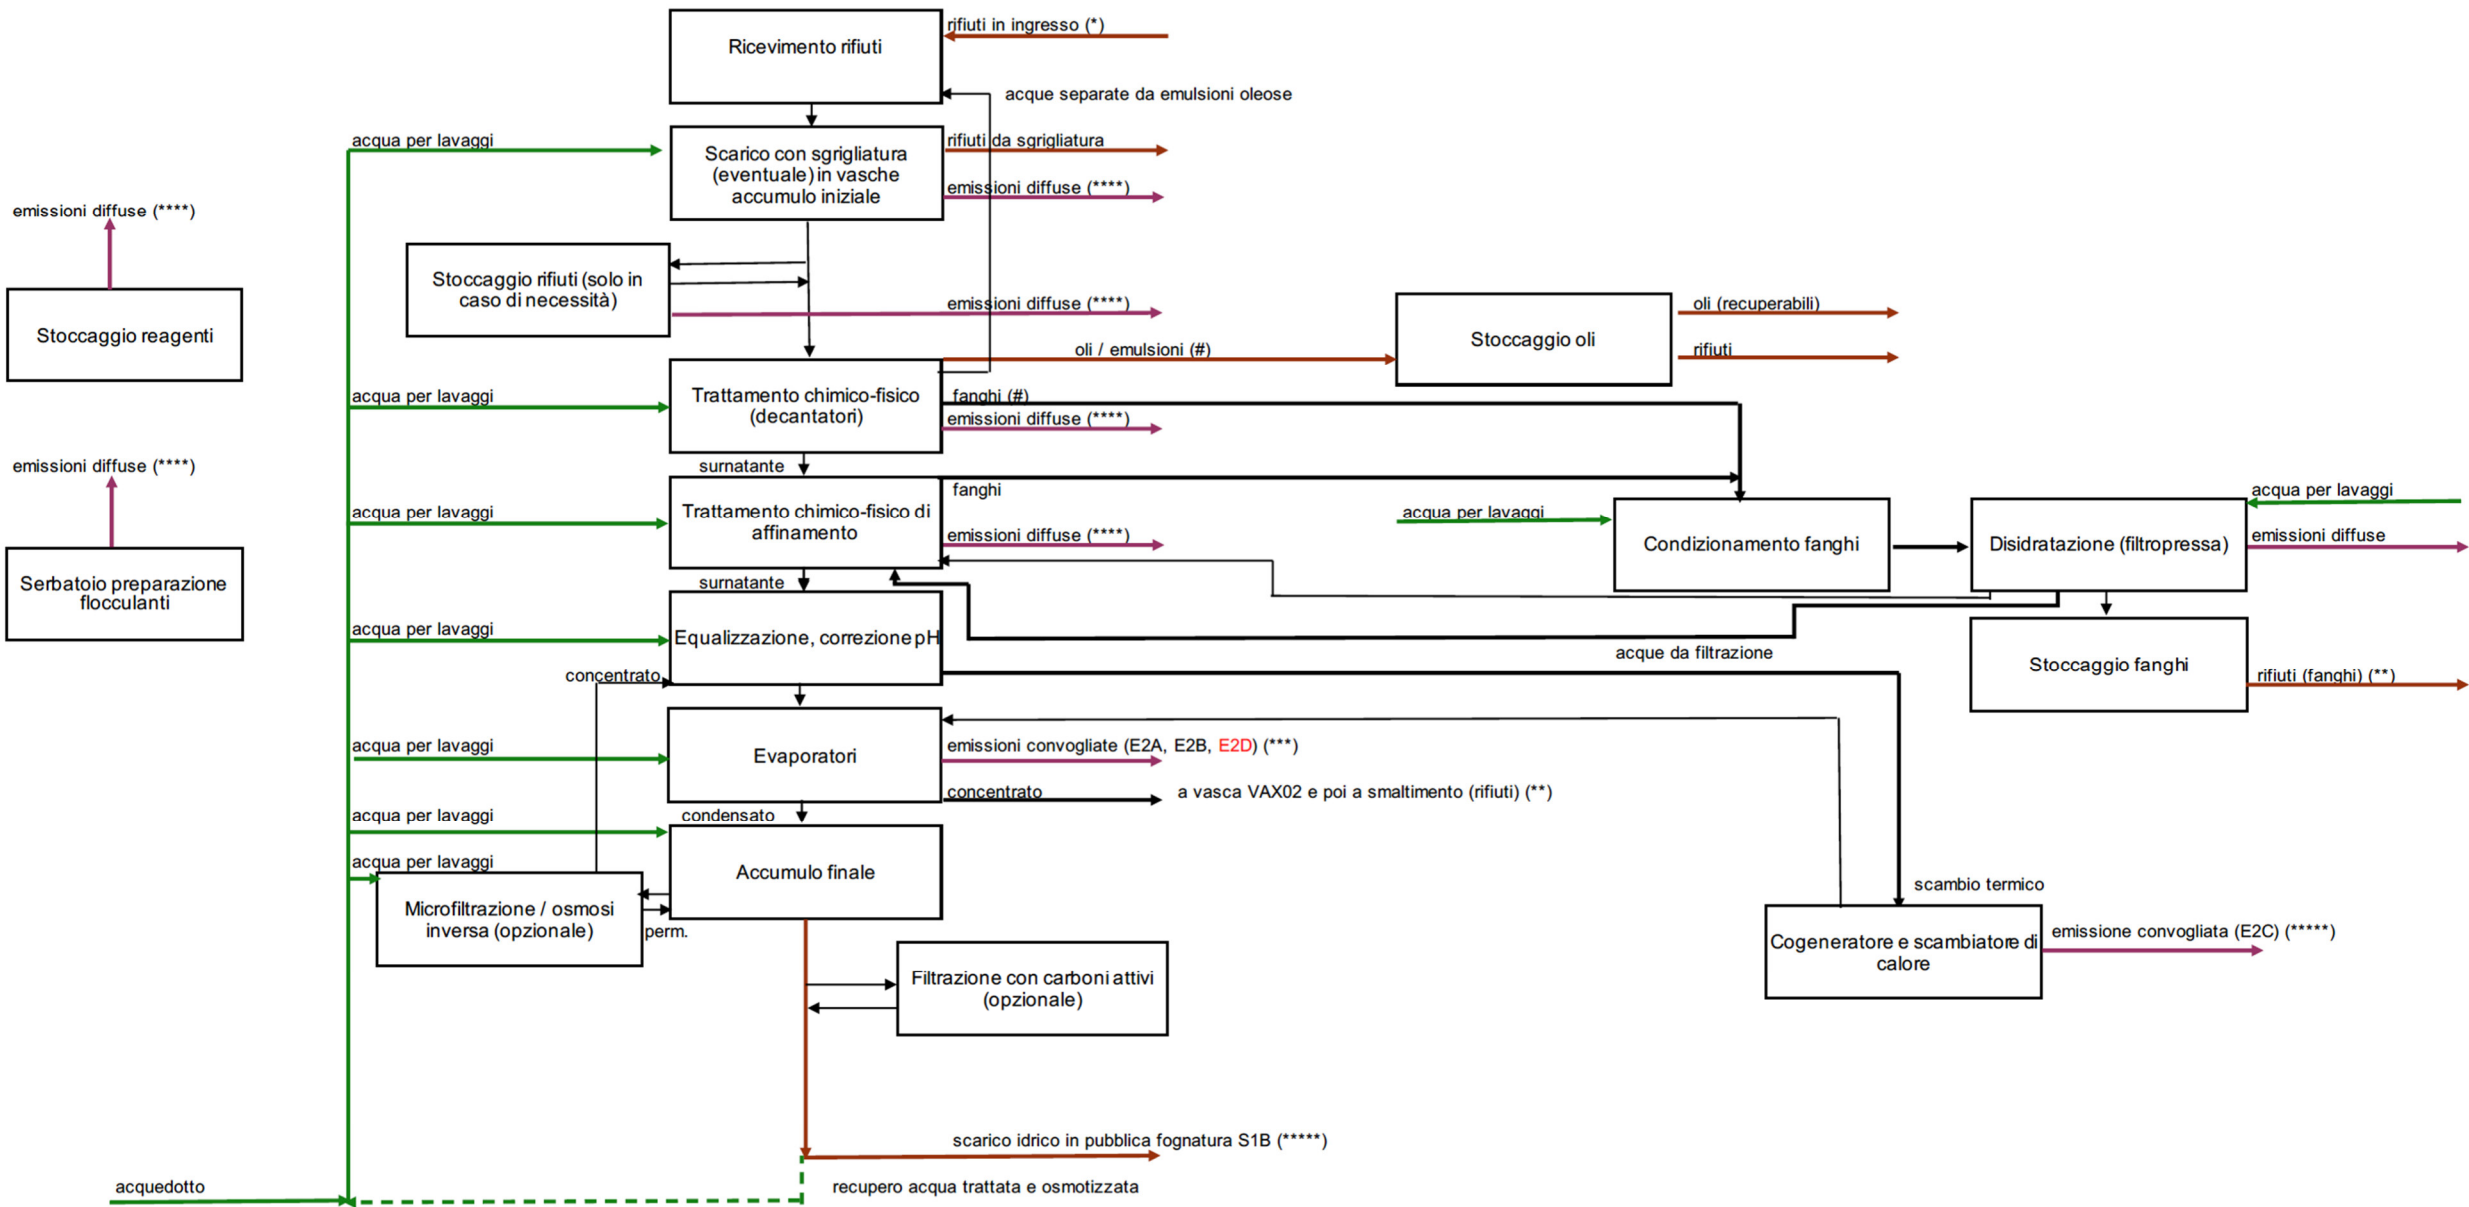 rifiuti in ingresso (*)
Ricevimento rifiuti
acque separate da emulsioni oleose
acqua per lavaggi
rifiuti da sgrigliatura
Scarico con sgrigliatura
(eventuale) in vasche
accumulo iniziale
emissioni diffuse (****)
emissioni diffuse (****)
Stoccaggio rifiuti (solo in
caso di necessità)
emissioni diffuse (****)
oli (recuperabili)
Stoccaggio reagenti
Stoccaggio oli
oli / emulsioni (#)
rifiuti
acqua per lavaggi
Trattamento chimico-fisico
(decantatori)
fanghi (#)
emissioni diffuse (****)
emissioni diffuse (****)
surnatante
fanghi
acqua per lavaggi
acqua per lavaggi
Trattamento chimico-fisico di
affinamento
acqua per lavaggi
emissioni diffuse (****)
Condizionamento fanghi
Disidratazione (filtropressa)
emissioni diffuse
Serbatoio preparazione
flocculanti
surnatante
acqua per lavaggi
Equalizzazione, correzione pH
acque da filtrazione
Stoccaggio fanghi
concentrato
rifiuti (fanghi) (**)
acqua per lavaggi
Evaporatori
emissioni convogliate (E2A, E2B, E2D) (***)
concentrato
a vasca VAX02 e poi a smaltimento (rifiuti) (**)
acqua per lavaggi
condensato
acqua per lavaggi
Accumulo finale
scambio termico
Microfiltrazione / osmosi
inversa (opzionale)
perm.
Cogeneratore e scambiatore di
calore
emissione convogliata (E2C) (*****)
Filtrazione con carboni attivi
(opzionale)
scarico idrico in pubblica fognatura S1B (*****)
acquedotto
recupero acqua trattata e osmotizzata